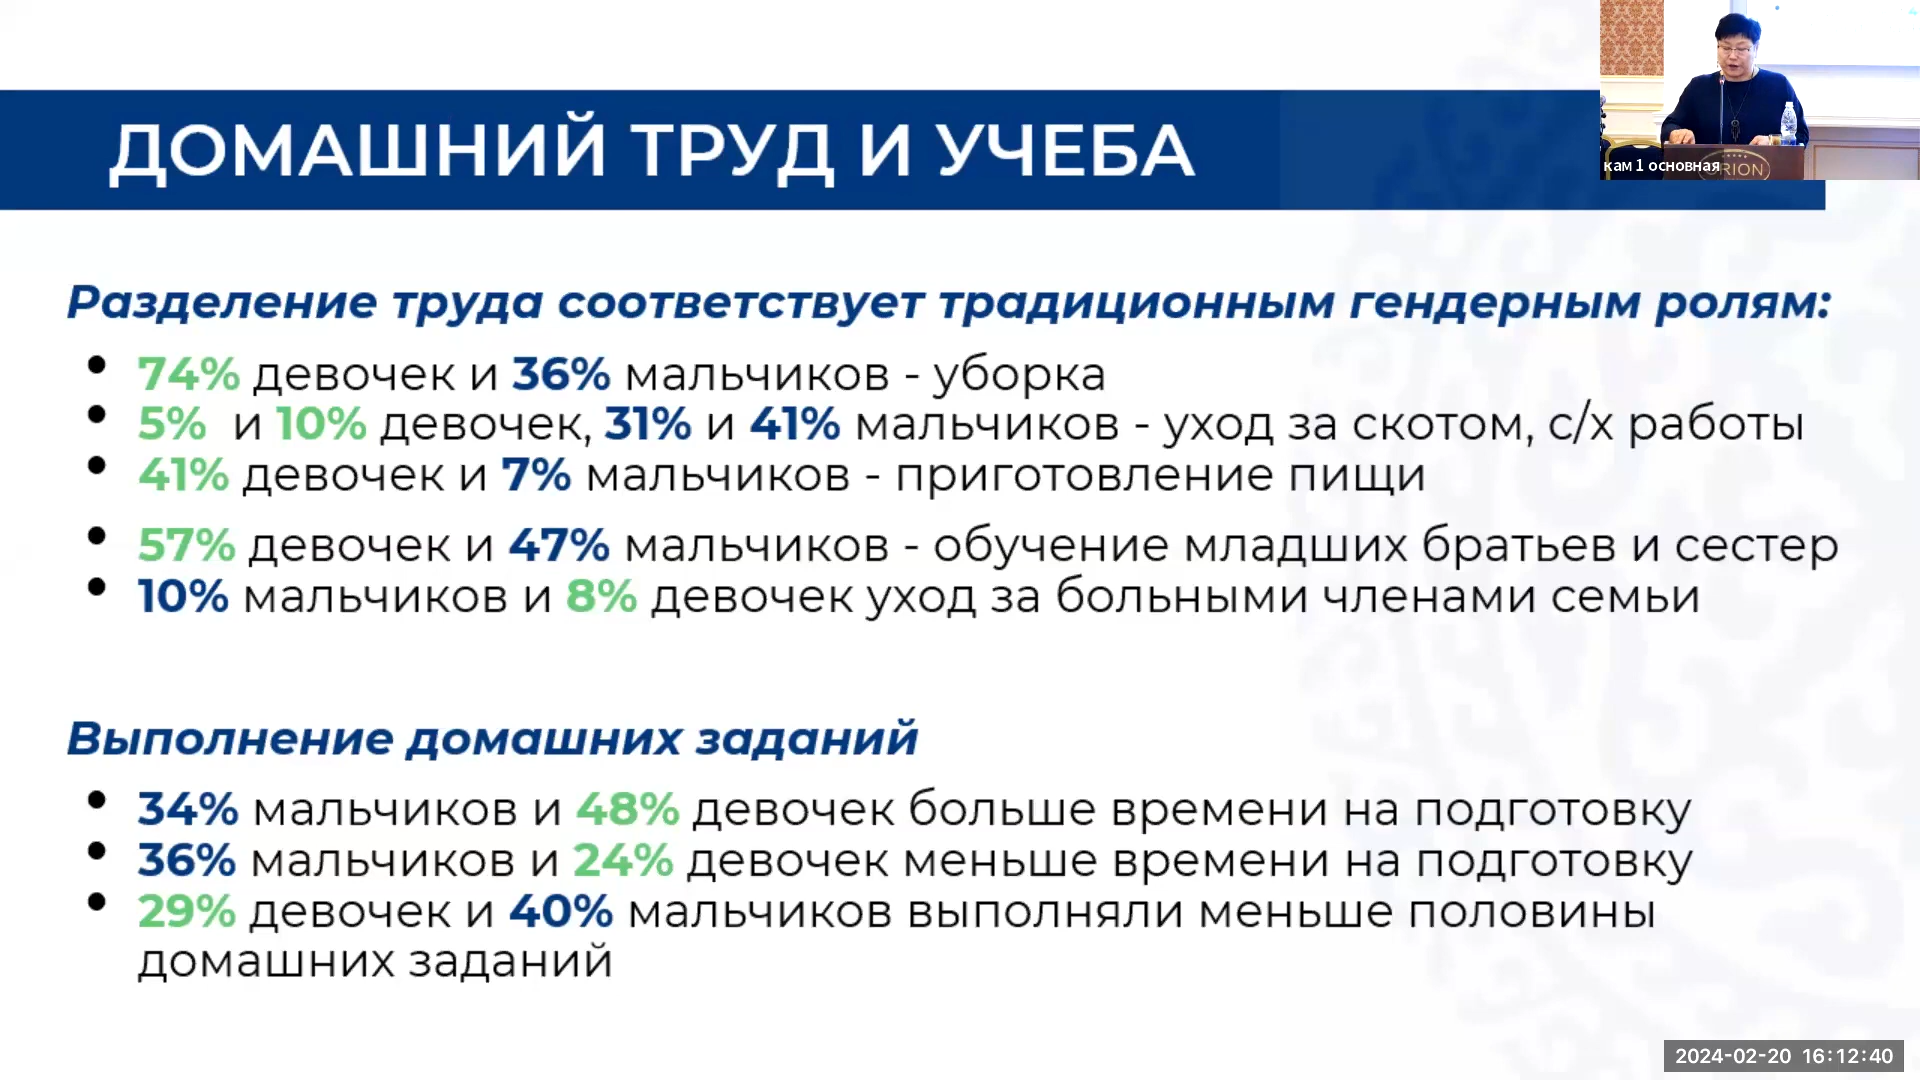 ДОМАШНИЙ ТРУД И УЧЕБА
кам 1 основная
ORION
Разделение труда соответствует традиционным гендерным ролям:
• 74% девочек и 36% мальчиков - уборка
• 5% и 10% девочек, 31% и 41% мальчиков - уход за скотом, с/х работы
• 41% девочек и 7% мальчиков - приготовление пищи
• 57% девочек и 47% мальчиков - обучение младших братьев и сестер
• 10% мальчиков и 8% девочек уход за больными членами семьи
Выполнение домашних заданий
• 34% мальчиков и 48% девочек больше времени на подготовку
• 36% мальчиков и 24% девочек меньше времени на подготовку
• 29% девочек и 40% мальчиков выполняли меньше половины
домашних заданий
2024-02-20 16:12:40